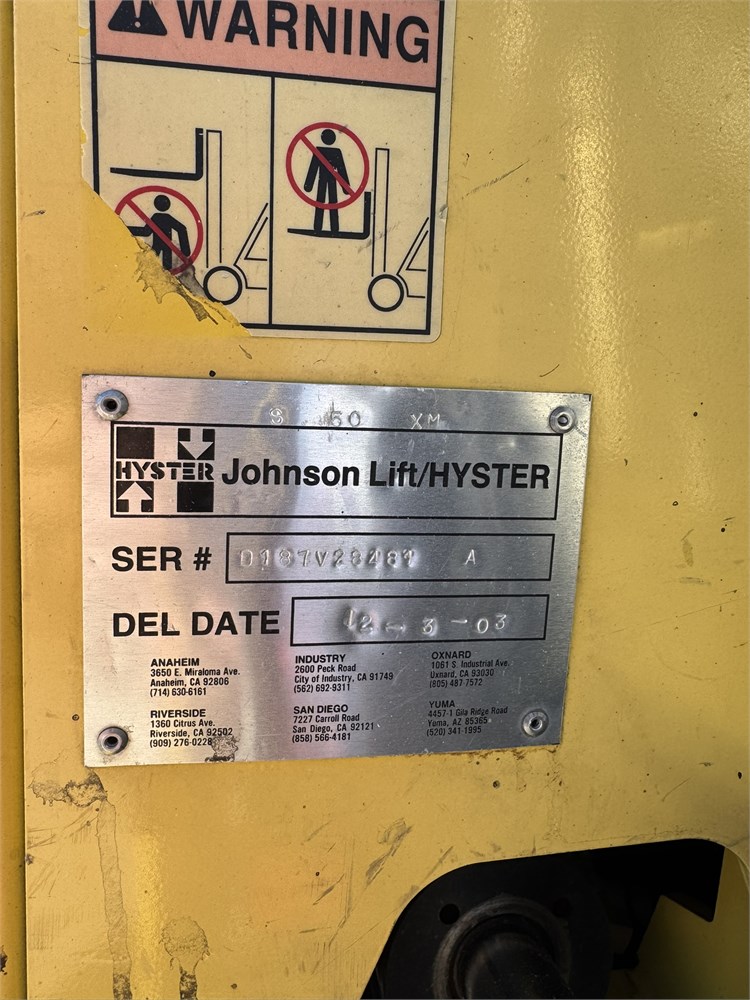 WARNING
S 50 XM
HYSTER Johnson Lift/HYSTER
SER # D187V28481 A
DEL DATE 12-3-03
ANAHEIM
3650 E. Miraloma Ave.
Anaheim, CA 92806
(714) 630-6161
INDUSTRY
2600 Peck Road
City of Industry, CA 91749
(562) 692-9311
OXNARD
1061 S. Industrial Ave.
Oxnard, CA 93030
(805) 487-7572
RIVERSIDE
1360 Citrus Ave.
Riverside, CA 92502
(909) 276-0228
SAN DIEGO
7227 Carroll Road
San Diego, CA 92121
(858) 566-4181
YUMA
4457-1 Gila Ridge Road
Yuma, AZ 85365
(520) 341-1995